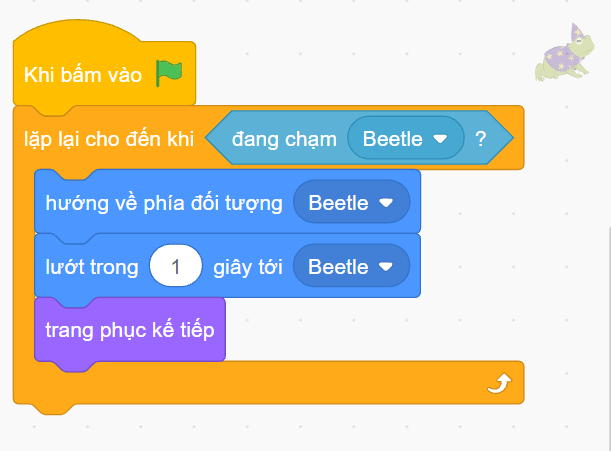 Khi bấm vào
lặp lại cho đến khi đang chạm Beetle ?
hướng về phía đối tượng Beetle
lướt trong 1 giây tới Beetle
trang phục kế tiếp